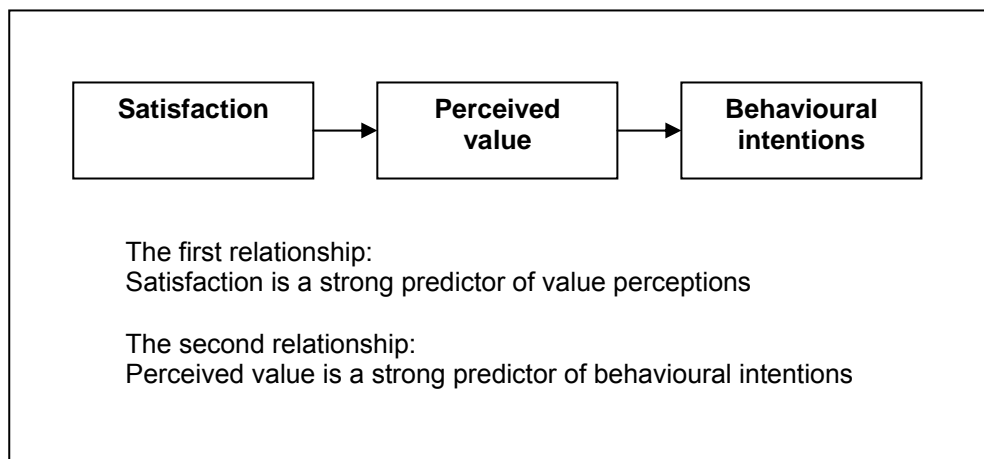 Satisfaction
Perceived
value
Behavioural
intentions
The first relationship:
Satisfaction is a strong predictor of value perceptions
The second relationship:
Perceived value is a strong predictor of behavioural intentions